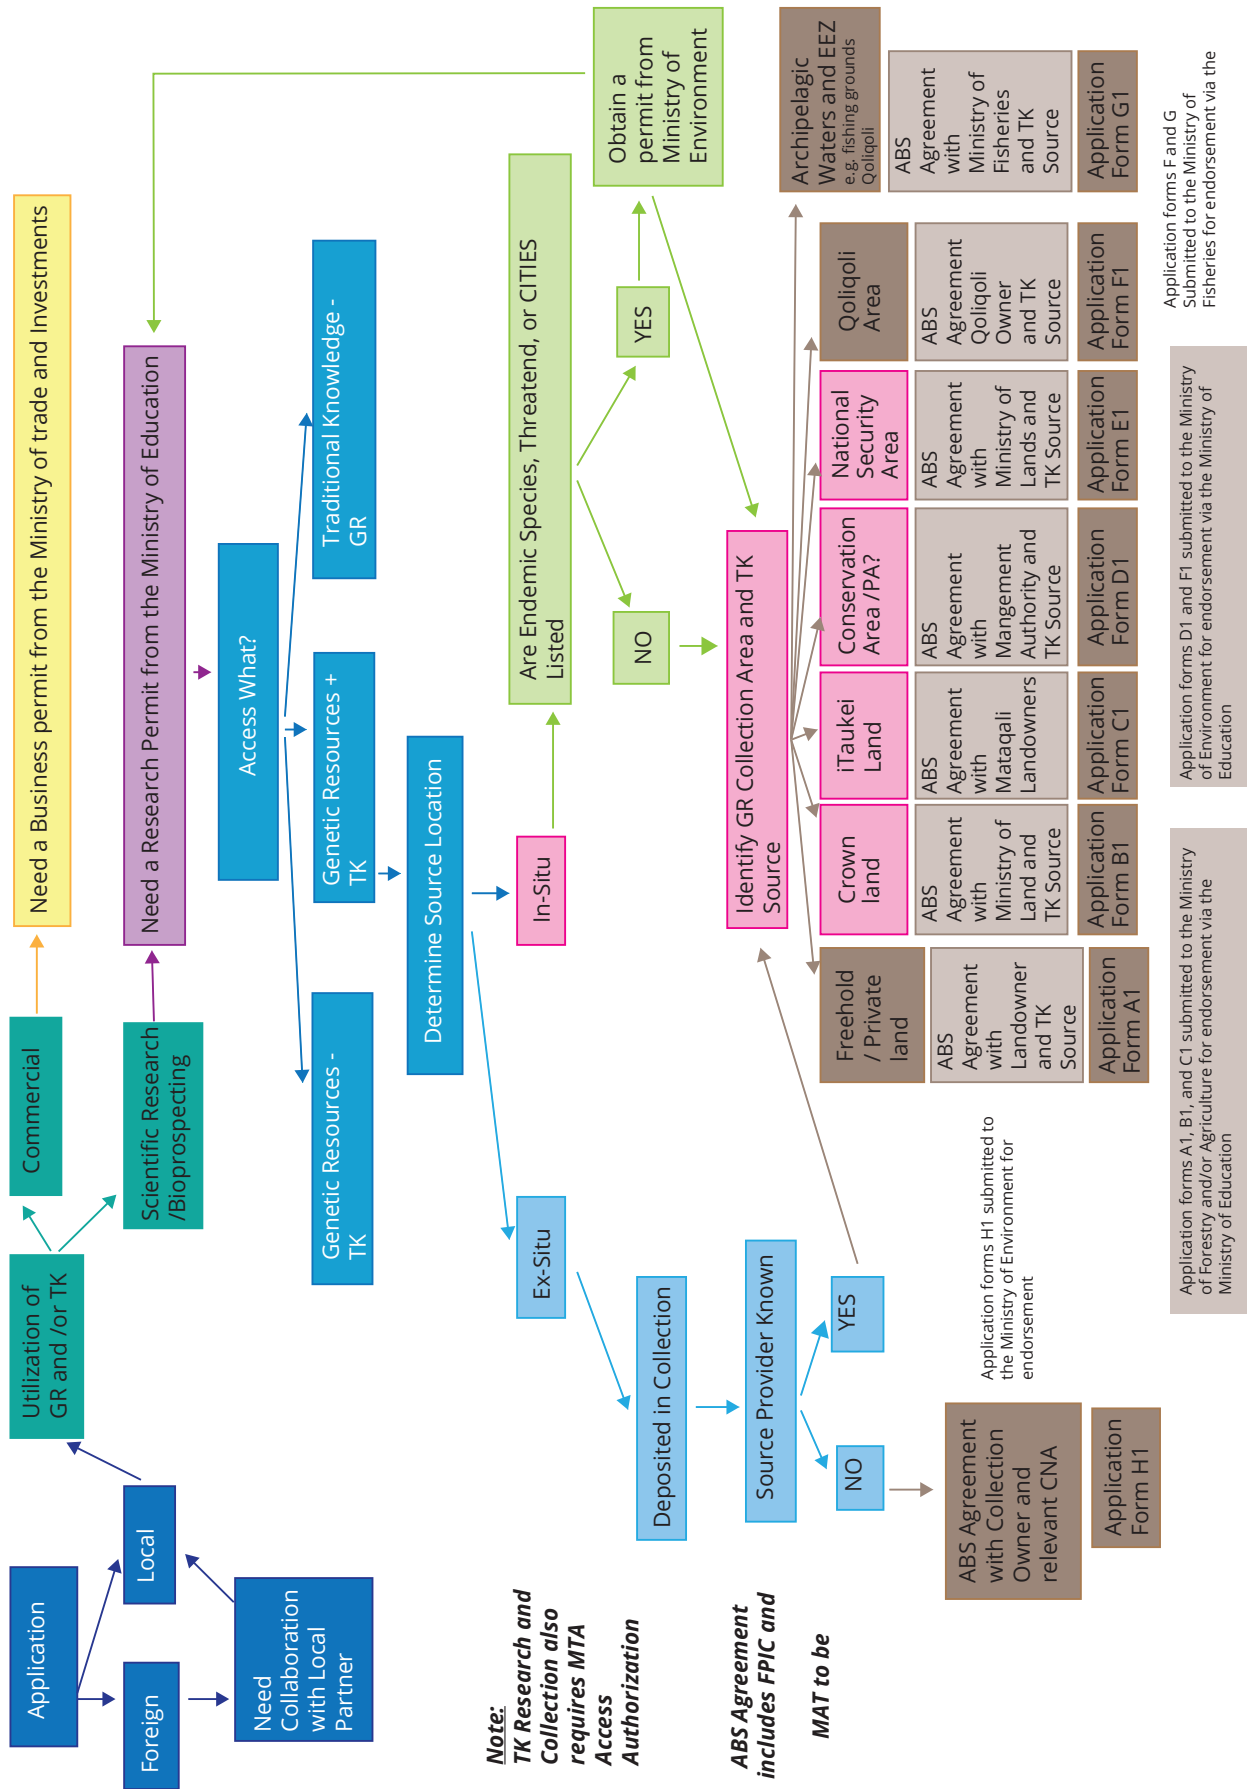 Application
Foreign
Local
Need
Collaboration
with Local
Partner
Utilization of
GR and /or TK
Commercial
Scientific Research
/Bioprospecting
Need a Business permit from the Ministry of trade and Investments
Need a Research Permit from the Ministry of Education
Access What?
Genetic Resources -
TK
Genetic Resources +
TK
Traditional Knowledge -
GR
Determine Source Location
Ex-Situ
In-Situ
Are Endemic Species, Threatend, or CITIES
Listed
NO
YES
Obtain a
permit from
Ministry of
Environment
Deposited in Collection
Source Provider Known
NO
YES
Identify GR Collection Area and TK
Source
Note:
TK Research and
Collection also
requires MTA
Access
Authorization
ABS Agreement
includes FPIC and
MAT to be
ABS Agreement
with Collection
Owner and
relevant CNA
Application
Form H1
Application forms H1 submitted to
the Ministry of Environment for
endorsement
Freehold
/ Private
land
ABS
Agreement
with
Landowner
and TK
Source
Application
Form A1
Crown
land
ABS
Agreement
with
Ministry of
Land and
TK Source
Application
Form B1
iTaukei
Land
ABS
Agreement
with
Mataqali
Landowners
Application
Form C1
Conservation
Area /PA?
ABS
Agreement
with
Mangement
Authority and
TK Source
Application
Form D1
National
Security
Area
ABS
Agreement
with
Ministry of
Lands and
TK Source
Application
Form E1
Qoliqoli
Area
ABS
Agreement
Qoliqoli
Owner
and TK
Source
Application
Form F1
Archipelagic
Waters and EEZ
e.g. fishing grounds
Qoliqoli
ABS
Agreement
with
Ministry of
Fisheries
and TK
Source
Application
Form G1
Application forms A1, B1, and C1 submitted to the Ministry
of Forestry and/or Agriculture for endorsement via the
Ministry of Education
Application forms D1 and F1 submitted to the Ministry
of Environment for endorsement via the Ministry of
Education
Application forms F and G
Submitted to the Ministry of
Fisheries for endorsement via the